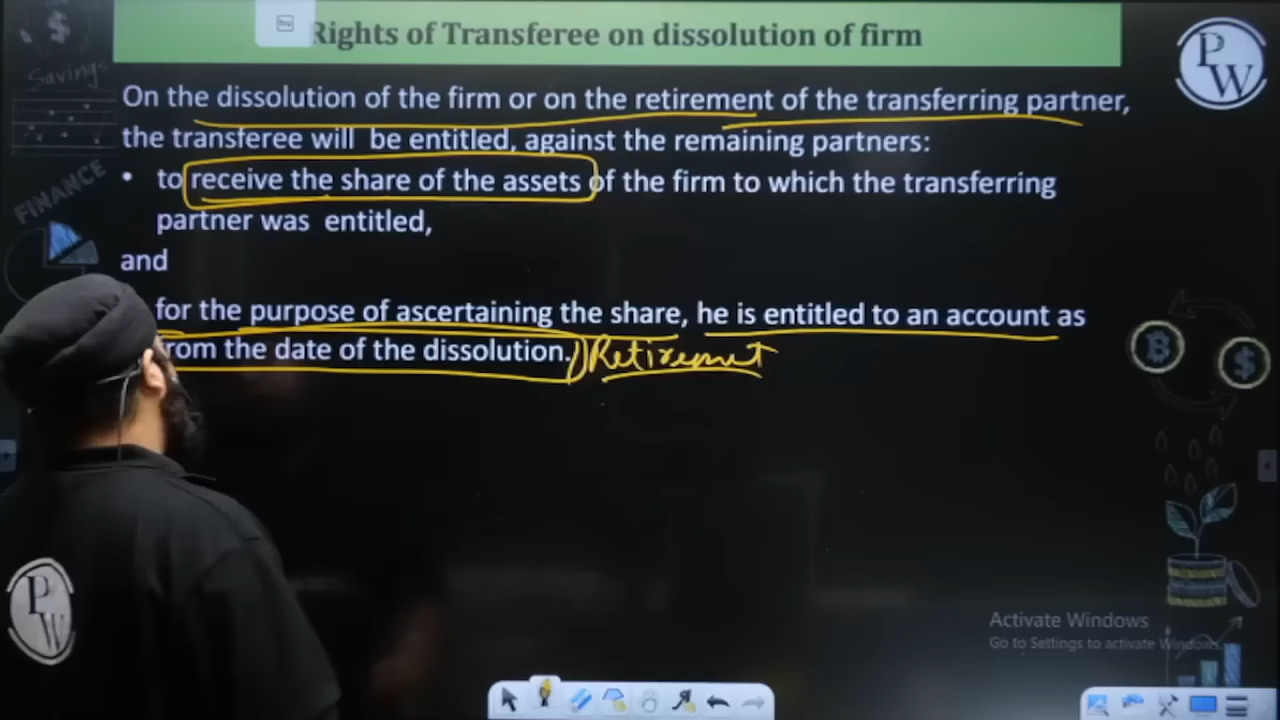 Rights of Transferee on dissolution of firm
Savings
FINANCE
P
W
On the dissolution of the firm or on the retirement of the transferring partner,
the transferee will be entitled, against the remaining partners:
• to receive the share of the assets of the firm to which the transferring
partner was entitled,
and
for the purpose of ascertaining the share, he is entitled to an account as
rom the date of the dissolution. Retirement
P
W
Activate Windows
Go to Settings to activate Windows.